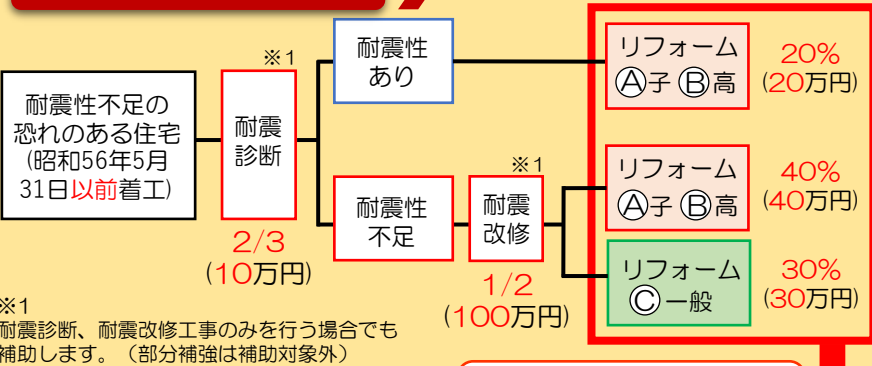 ※1
耐震性不足の
恐れのある住宅
(昭和56年5月
31日以前着工)
耐震
診断
2/3
(10万円)
耐震性
あり
リフォーム
Ⓐ子 Ⓑ高
20%
(20万円)
耐震性
不足
※1
耐震
改修
1/2
(100万円)
リフォーム
Ⓐ子 Ⓑ高
40%
(40万円)
リフォーム
Ⓒ一般
30%
(30万円)
※1
耐震診断、耐震改修工事のみを行う場合でも
補助します。（部分補強は補助対象外）